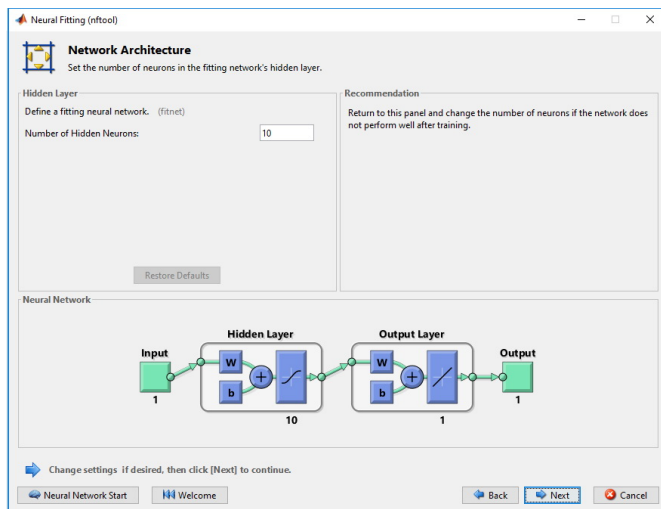 Neural Fitting (nftool)
Network Architecture
Set the number of neurons in the fitting network's hidden layer.
Hidden Layer
Define a fitting neural network. (fitnet)
Number of Hidden Neurons: 10
Restore Defaults
Recommendation
Return to this panel and change the number of neurons if the network does
not perform well after training.
Neural Network
Hidden Layer
Output Layer
Input
Output
W
b
W
b
1
10
1
1
Change settings if desired, then click [Next] to continue.
Neural Network Start
Welcome
Back
Next
Cancel